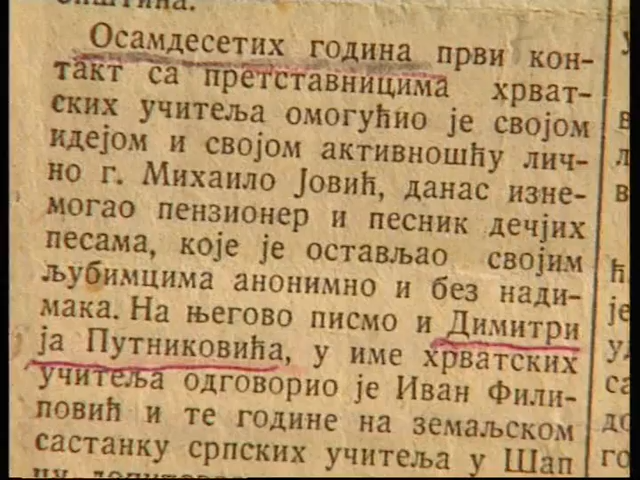 Осамдесетих година први кон-
такт са претставницима хрват-
ских учитеља омогућио је својом
идејом и својом активношћу лич-
но г. Михаило Јовић, данас изне-
могао пензионер и песник дечјих
песама, које је остављао својим
љубимцима анонимно и без нади-
мака. На његово писмо и Димитри
ја Путниковића, у име хрватских
учитеља одговорио је Иван Фили-
повић и те године на земаљском
састанку српских учитеља у Шап